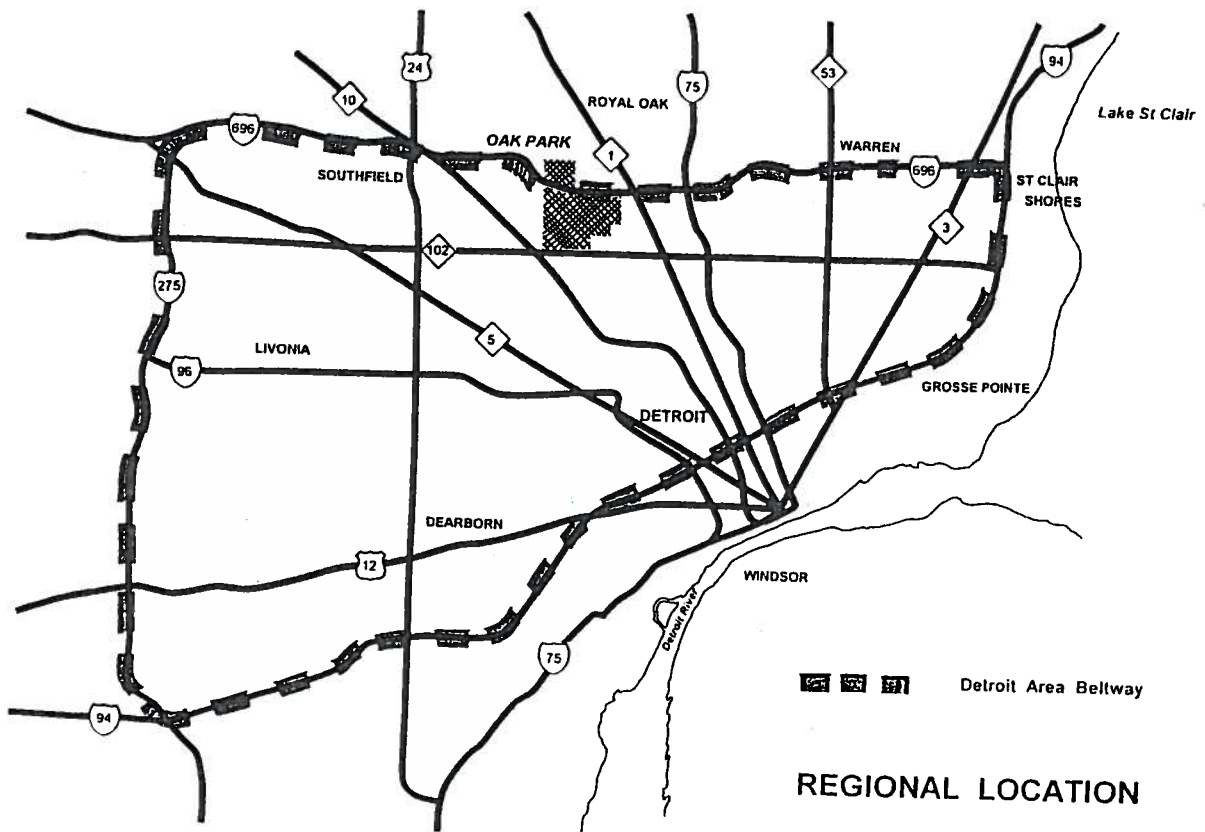 24
94
10
75
53
ROYAL OAK
Lake St Clair
696
OAK PARK
1
WARREN
SOUTHFIELD
696
ST CLAIR
SHORES
3
102
275
5
LIVONIA
96
GROSSE POINTE
DETROIT
DEARBORN
12
WINDSOR
Detroit River
75
Detroit Area Beltway
94
REGIONAL LOCATION